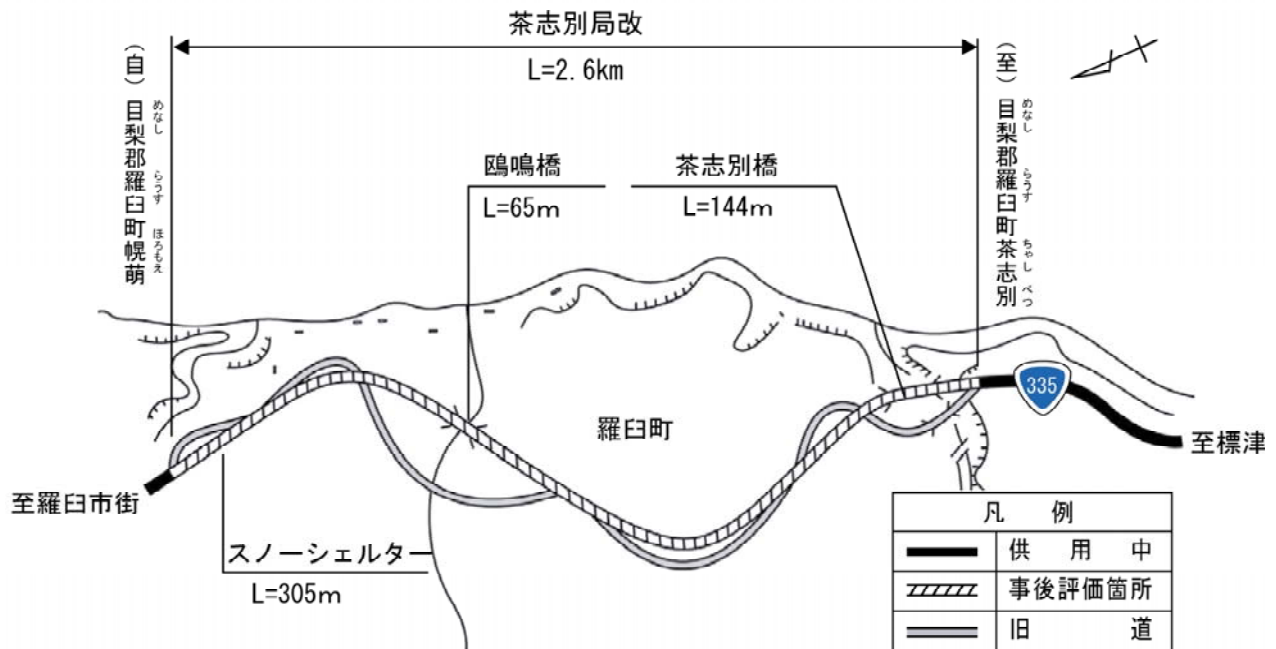 茶志別局改
L=2.6km
（自）目梨郡羅臼町幌萌
めなし
らうす
ほろもえ
（至）目梨郡羅臼町茶志別
めなし
らうす
ちゃし
べつ
鴎鳴橋
L=65m
茶志別橋
L=144m
335
羅臼町
至標津
至羅臼市街
スノーシェルター
L=305m
凡例
供用中
事後評価箇所
旧道